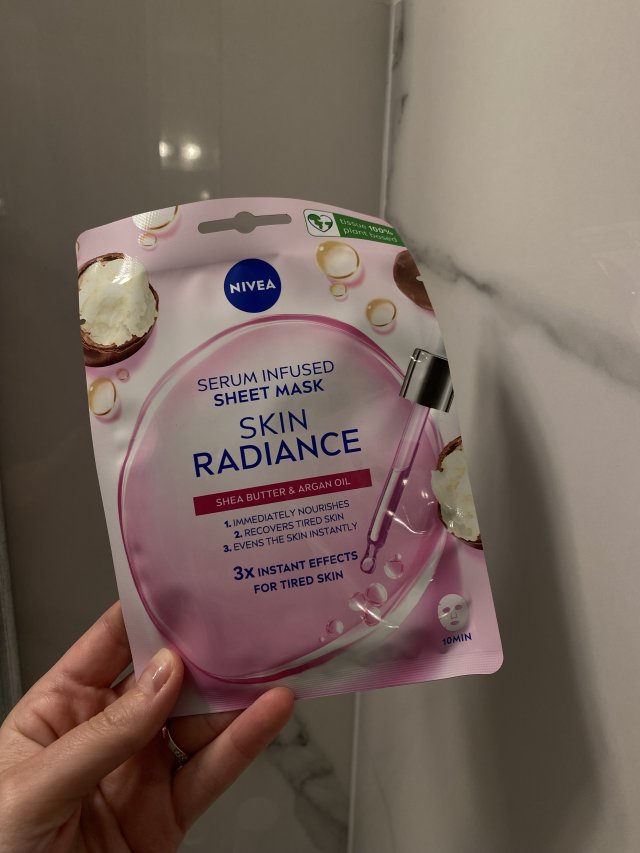 tissue 100%
plant based
NIVEA
SERUM INFUSED
SHEET MASK
SKIN
RADIANCE
SHEA BUTTER & ARGAN OIL
1. IMMEDIATELY NOURISHES
2. RECOVERS TIRED SKIN
3. EVENS THE SKIN INSTANTLY
3x INSTANT EFFECTS
FOR TIRED SKIN
10MIN